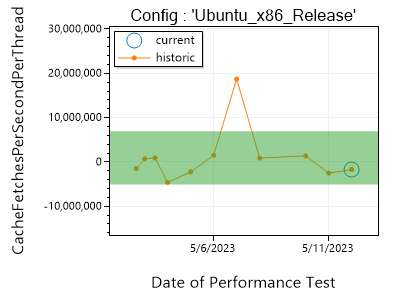 Config : 'Ubuntu_x86_Release'
CacheFetchesPerSecondPerThread
30,000,000
20,000,000
10,000,000
0
-10,000,000
current
historic
5/6/2023
5/11/2023
Date of Performance Test